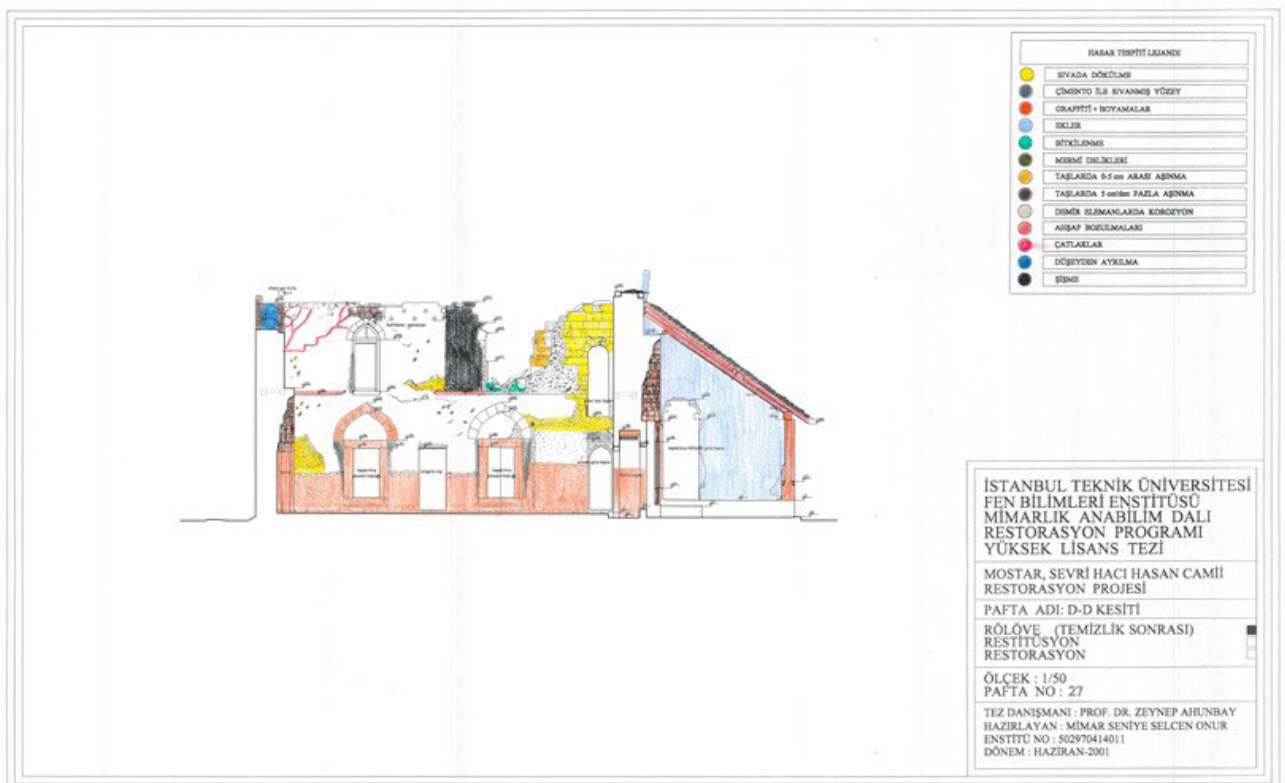 HASAR TESPİTİ LEJANDI
SIVADA DÖKÜLME
ÇİMENTO İLE SIVANMIŞ YÜZEY
GRAFFİTİ + BOYAMALAR
EKLER
BİTKİLENME
MERMİ DELİKLERİ
TAŞLARDA 0-5 cm ARASI AŞINMA
TAŞLARDA 5 cm'den FAZLA AŞINMA
DEMİR ELEMANLARDA KOROZYON
AHŞAP BOZULMALARI
ÇATLAKLAR
DÜŞEYDEN AYRILMA
ŞİŞME
İSTANBUL TEKNİK ÜNİVERSİTESİ
FEN BİLİMLERİ ENSTİTÜSÜ
MİMARLIK ANABİLİM DALI
RESTORASYON PROGRAMI
YÜKSEK LİSANS TEZİ
MOSTAR, SEVRİ HACI HASAN CAMİİ
RESTORASYON PROJESİ
PAFTA ADI: D-D KESİTİ
RÖLÖVE (TEMİZLİK SONRASI)
RESTİTÜSYON
RESTORASYON
ÖLÇEK : 1/50
PAFTA NO : 27
TEZ DANIŞMANI : PROF. DR. ZEYNEP AHUNBAY
HAZIRLAYAN : MİMAR SENİYE SELCEN ONUR
ENSTİTÜ NO : 502970414011
DÖNEM : HAZİRAN-2001